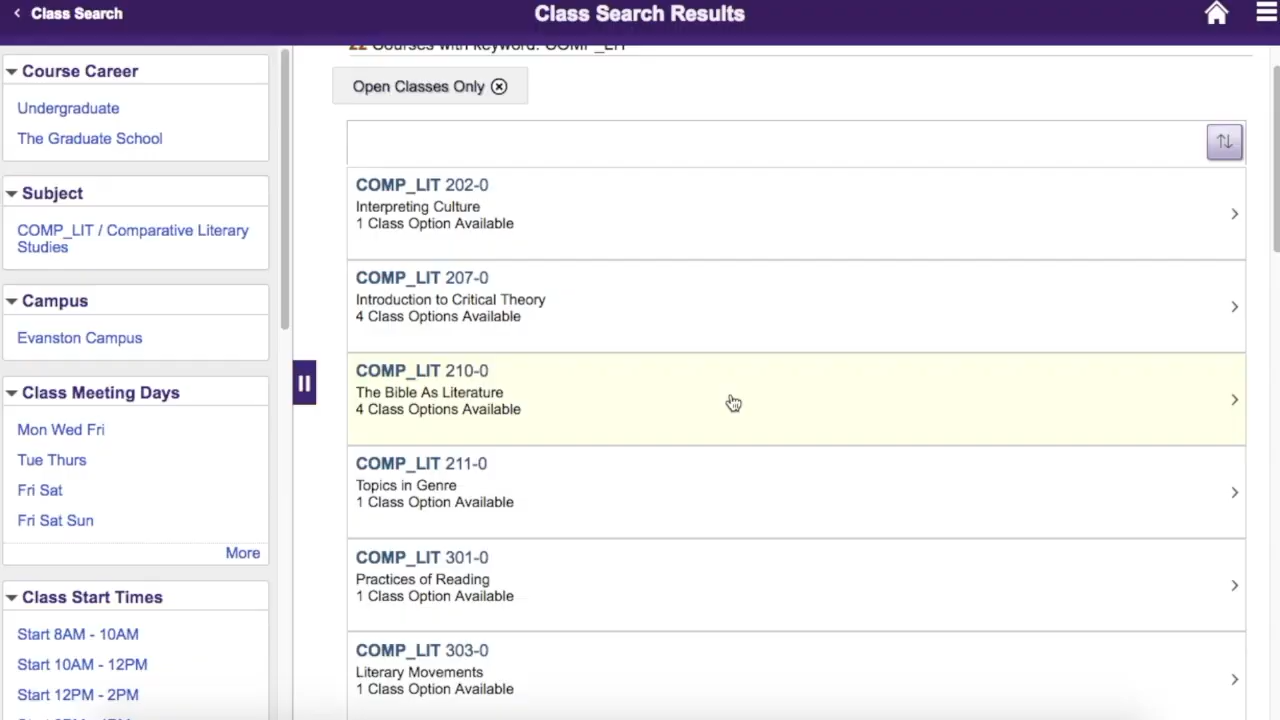 Class Search
Class Search Results
22 Courses with keyword: COMP_LIT
Open Classes Only
Course Career
Undergraduate
The Graduate School
Subject
COMP_LIT / Comparative Literary
Studies
Campus
Evanston Campus
Class Meeting Days
Mon Wed Fri
Tue Thurs
Fri Sat
Fri Sat Sun
More
Class Start Times
Start 8AM - 10AM
Start 10AM - 12PM
Start 12PM - 2PM
COMP_LIT 202-0
Interpreting Culture
1 Class Option Available
COMP_LIT 207-0
Introduction to Critical Theory
4 Class Options Available
COMP_LIT 210-0
The Bible As Literature
4 Class Options Available
COMP_LIT 211-0
Topics in Genre
1 Class Option Available
COMP_LIT 301-0
Practices of Reading
1 Class Option Available
COMP_LIT 303-0
Literary Movements
1 Class Option Available